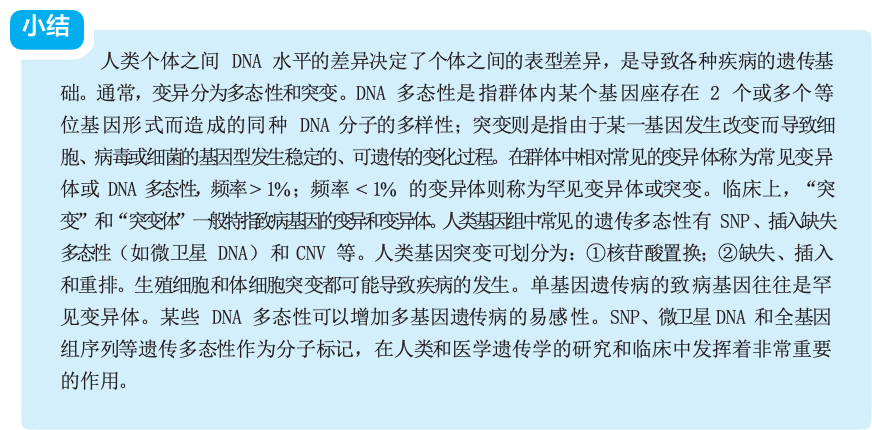 小结
人类个体之间 DNA 水平的差异决定了个体之间的表型差异，是导致各种疾病的遗传基
础。通常，变异分为多态性和突变。DNA 多态性是指群体内某个基因座存在 2 个或多个等
位基因形式而造成的同种 DNA 分子的多样性；突变则是指由于某一基因发生改变而导致细
胞、病毒或细菌的基因型发生稳定的、可遗传的变化过程。在群体中相对常见的变异体称为常见变异
体或 DNA 多态性，频率＞1%；频率＜1% 的变异体则称为罕见变异体或突变。临床上，“突
变”和“突变体”一般特指致病基因的变异和变异体。人类基因组中常见的遗传多态性有 SNP、插入缺失
多态性（如微卫星 DNA）和 CNV 等。人类基因突变可划分为：①核苷酸置换；②缺失、插入
和重排。生殖细胞和体细胞突变都可能导致疾病的发生。单基因遗传病的致病基因往往是罕
见变异体。某些 DNA 多态性可以增加多基因遗传病的易感性。SNP、微卫星 DNA 和全基因
组序列等遗传多态性作为分子标记，在人类和医学遗传学的研究和临床中发挥着非常重要
的作用。